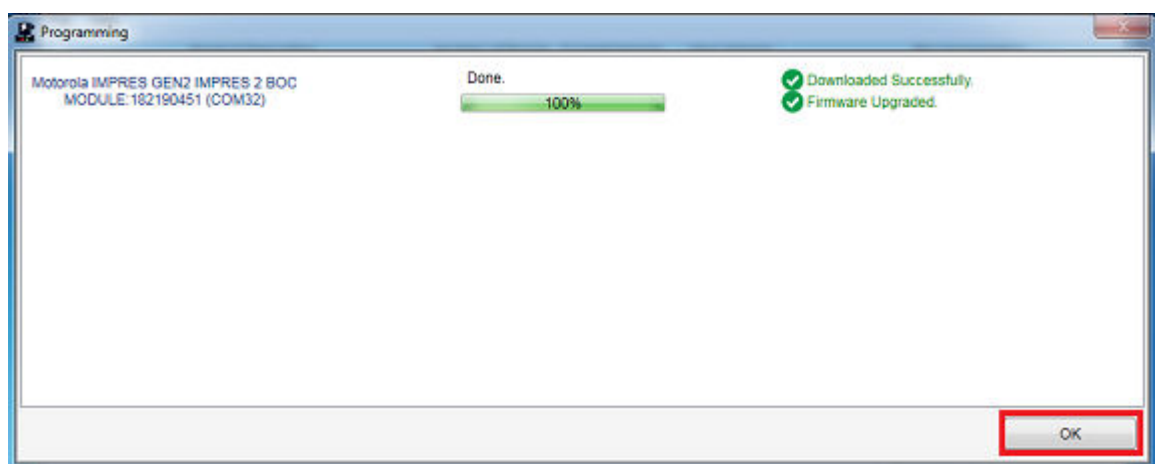 Programming
Motorola IMPRES GEN2 IMPRES 2 BOC
MODULE:182190451 (COM32)
Done.
100%
Downloaded Successfully.
Firmware Upgraded.
OK